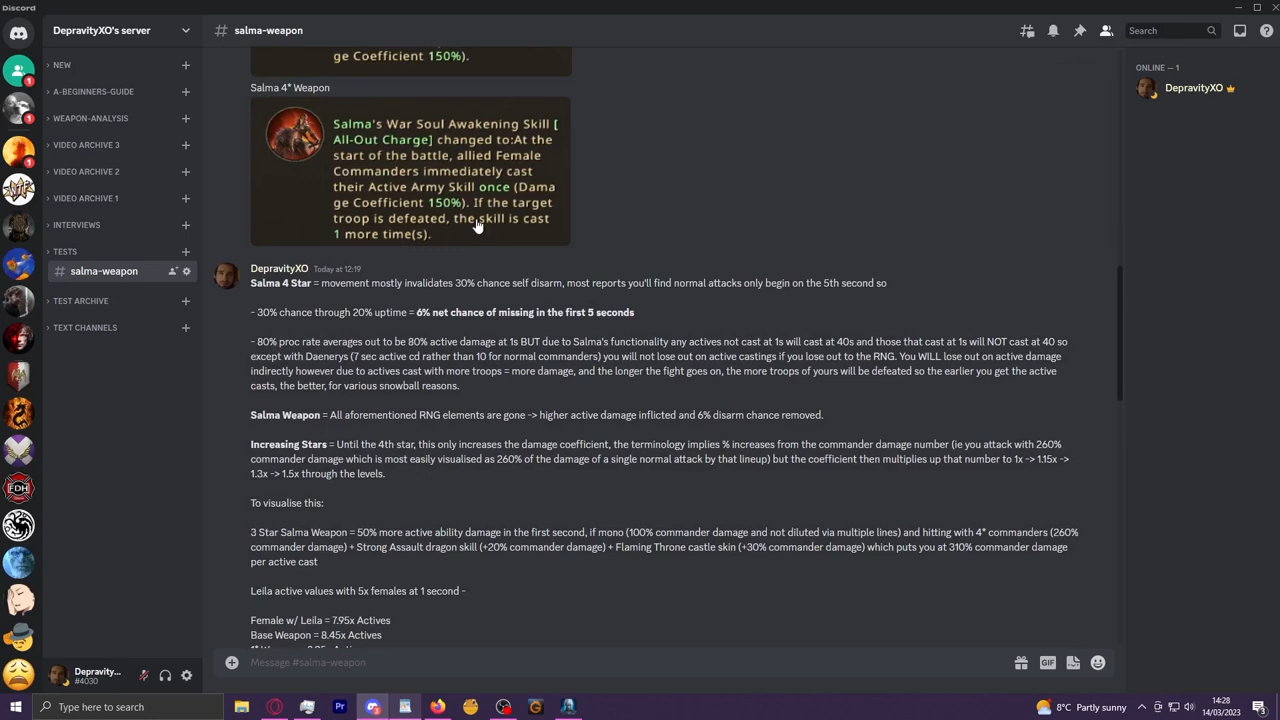 Discord
DepravityXO's server
salma-weapon
Search
NEW
A-BEGINNERS-GUIDE
WEAPON-ANALYSIS
VIDEO ARCHIVE 3
VIDEO ARCHIVE 2
VIDEO ARCHIVE 1
INTERVIEWS
TESTS
salma-weapon
TEST ARCHIVE
TEXT CHANNELS
ge Coefficient 150%).
Salma 4* Weapon
Salma's War Soul Awakening Skill [
All-Out Charge] changed to:At the
start of the battle, allied Female
Commanders immediately cast
their Active Army Skill once (Dama
ge Coefficient 150%). If the target
troop is defeated, the skill is cast
1 more time(s).
DepravityXO Today at 12:19
Salma 4 Star = movement mostly invalidates 30% chance self disarm, most reports you'll find normal attacks only begin on the 5th second so
- 30% chance through 20% uptime = 6% net chance of missing in the first 5 seconds
- 80% proc rate averages out to be 80% active damage at 1s BUT due to Salma's functionality any actives not cast at 1s will cast at 40s and those that cast at 1s will NOT cast at 40 so
except with Daenerys (7 sec active cd rather than 10 for normal commanders) you will not lose out on active castings if you lose out to the RNG. You WILL lose out on active damage
indirectly however due to actives cast with more troops = more damage, and the longer the fight goes on, the more troops of yours will be defeated so the earlier you get the active
casts, the better, for various snowball reasons.
Salma Weapon = All aforementioned RNG elements are gone -> higher active damage inflicted and 6% disarm chance removed.
Increasing Stars = Until the 4th star, this only increases the damage coefficient, the terminology implies % increases from the commander damage number (ie you attack with 260%
commander damage which is most easily visualised as 260% of the damage of a single normal attack by that lineup) but the coefficient then multiplies up that number to 1x -> 1.15x ->
1.3x -> 1.5x through the levels.
To visualise this:
3 Star Salma Weapon = 50% more active ability damage in the first second, if mono (100% commander damage and not diluted via multiple lines) and hitting with 4* commanders (260%
commander damage) + Strong Assault dragon skill (+20% commander damage) + Flaming Throne castle skin (+30% commander damage) which puts you at 310% commander damage
per active cast
Leila active values with 5x females at 1 second -
Female w/ Leila = 7.95x Actives
Base Weapon = 8.45x Actives
Message #salma-weapon
GIF
ONLINE — 1
DepravityXO
Depravity...
#4030
Type here to search
8°C Partly sunny
14:28
14/03/2023